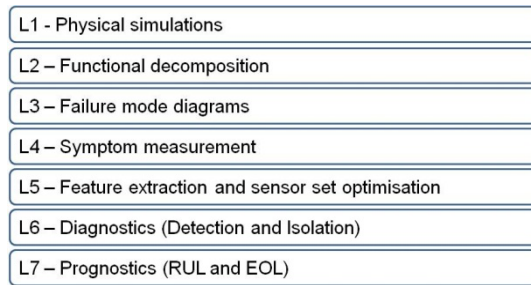 L1 - Physical simulations
L2 – Functional decomposition
L3 – Failure mode diagrams
L4 – Symptom measurement
L5 – Feature extraction and sensor set optimisation
L6 – Diagnostics (Detection and Isolation)
L7 – Prognostics (RUL and EOL)